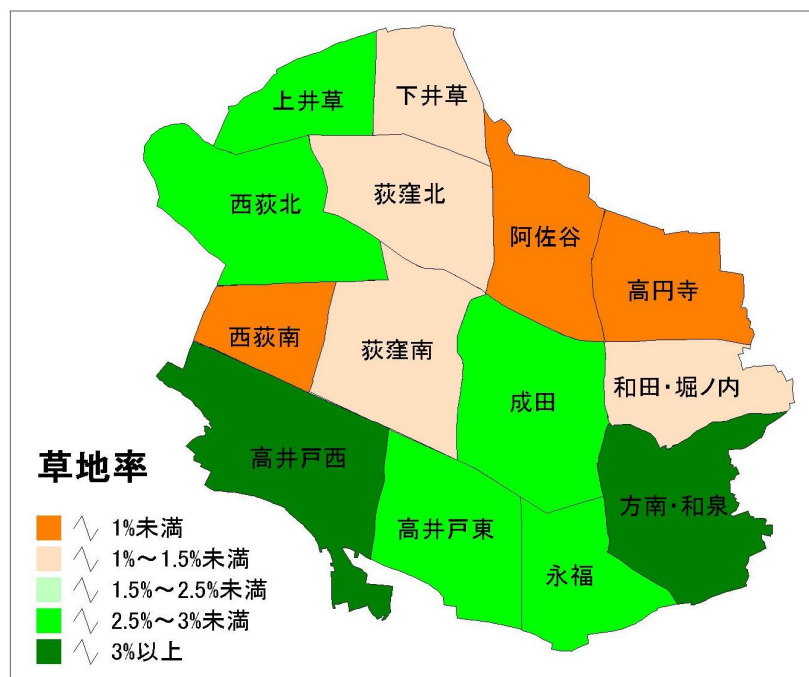 上井草
下井草
西荻北
荻窪北
阿佐谷
高円寺
西荻南
荻窪南
成田
和田・堀ノ内
高井戸西
高井戸東
永福
方南・和泉
草地率
1%未満
1%～1.5%未満
1.5%～2.5%未満
2.5%～3%未満
3%以上